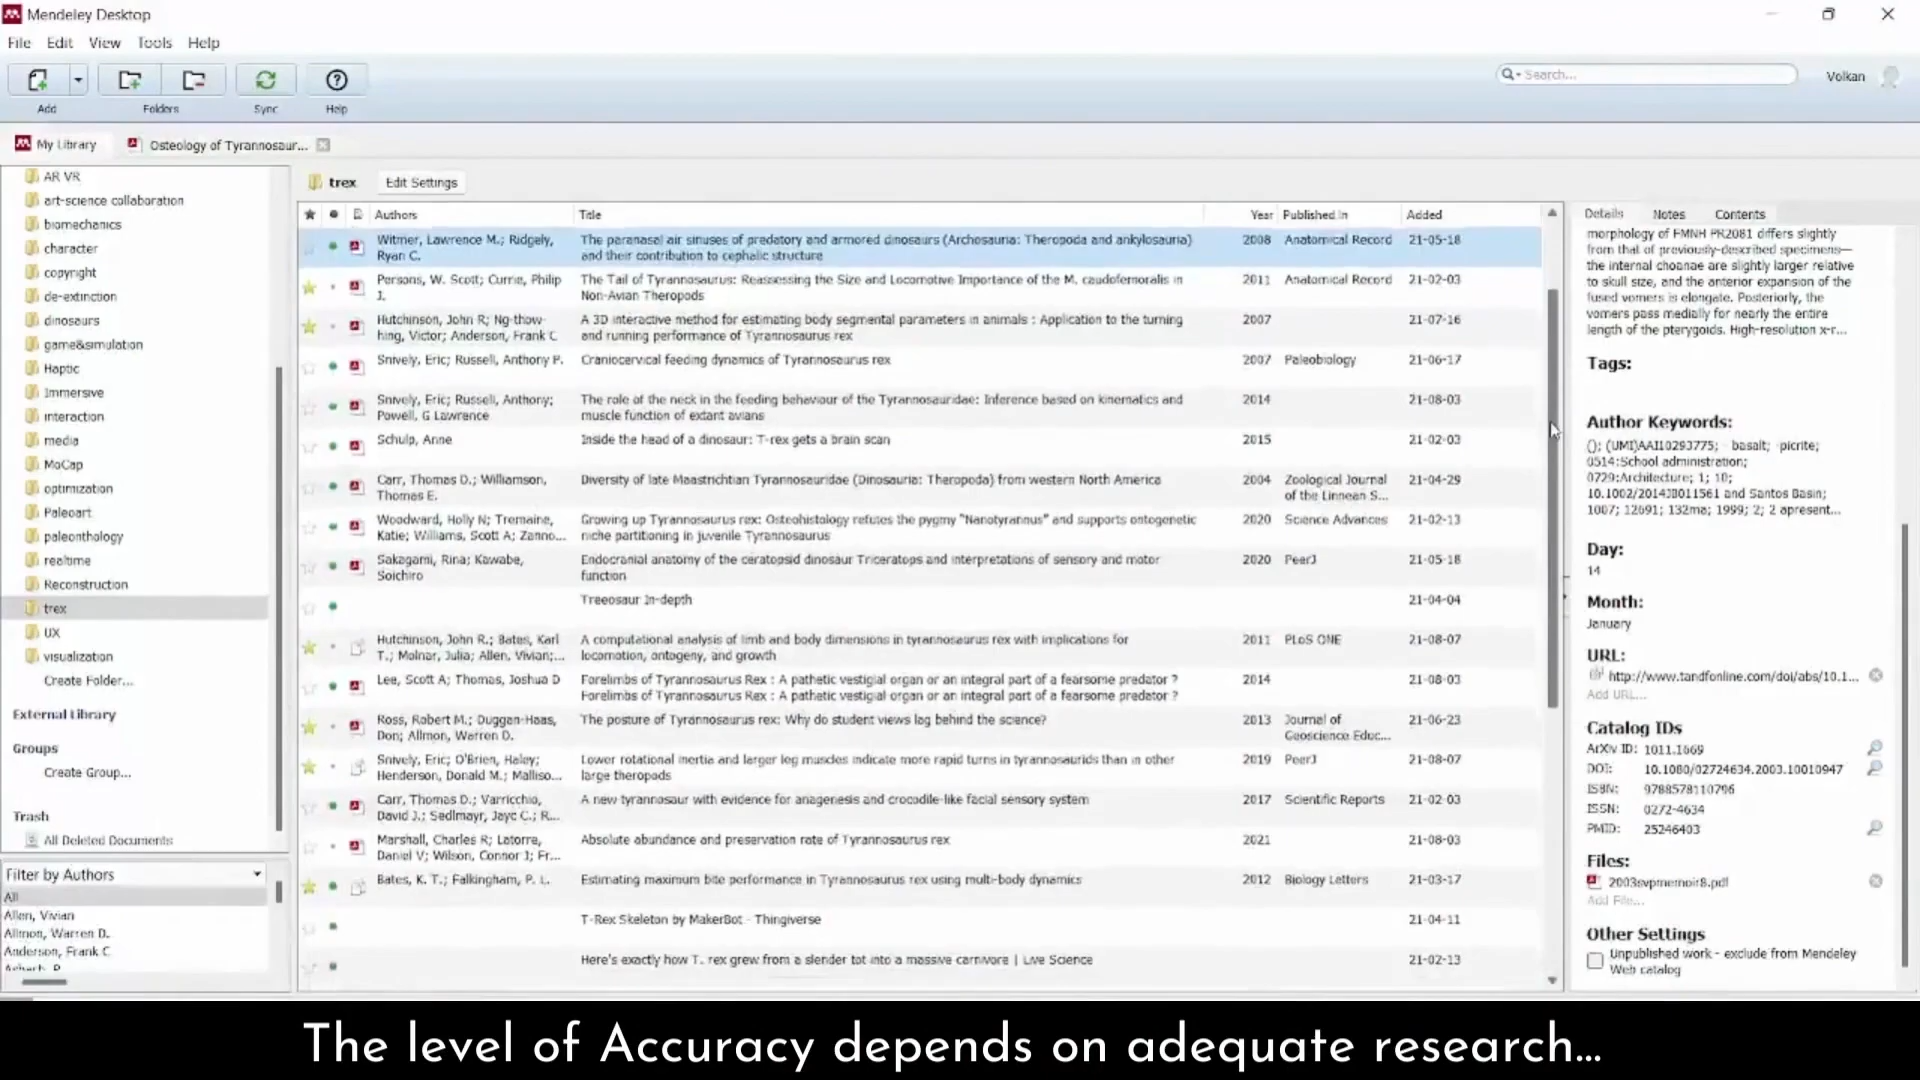 Mendeley Desktop
File Edit View Tools Help
Search...
Volkan
Add Folders Sync Help
My Library
Osteology of Tyrannosaur...
AR VR
art-science collaboration
biomechanics
character
copyright
de-extinction
dinosaurs
game&simulation
Haptic
Immersive
interaction
media
MoCap
optimization
Paleoart
paleonthology
realtime
Reconstruction
trex
UX
visualization
Create Folder...
External Library
Groups
Create Group...
Trash
All Deleted Documents
Filter by Authors
All
Allen, Vivian
Allmon, Warren D.
Anderson, Frank C
trex Edit Settings
Authors Title Year Published In Added
Witmer, Lawrence M.; Ridgely, The paranasal air sinuses of predatory and armored dinosaurs (Archosauria: Theropoda and ankylosauria) 2008 Anatomical Record 21-05-18
Ryan C. and their contribution to cephalic structure
Persons, W. Scott; Currie, Philip The Tail of Tyrannosaurus: Reassessing the Size and Locomotive Importance of the M. caudofemoralis in 2011 Anatomical Record 21-02-03
J. Non-Avian Theropods
Hutchinson, John R; Ng-thow- A 3D interactive method for estimating body segmental parameters in animals : Application to the turning 2007 21-07-16
hing, Victor; Anderson, Frank C and running performance of Tyrannosaurus rex
Snively, Eric; Russell, Anthony P. Craniocervical feeding dynamics of Tyrannosaurus rex 2007 Paleobiology 21-06-17
Snively, Eric; Russell, Anthony; The role of the neck in the feeding behaviour of the Tyrannosauridae: Inference based on kinematics and 2014 21-08-03
Powell, G Lawrence muscle function of extant avians
Schulp, Anne Inside the head of a dinosaur: T-rex gets a brain scan 2015 21-02-03
Carr, Thomas D.; Williamson, Diversity of late Maastrichtian Tyrannosauridae (Dinosauria: Theropoda) from western North America 2004 Zoological Journal 21-04-29
Thomas E. of the Linnean S...
Woodward, Holly N; Tremaine, Growing up Tyrannosaurus rex: Osteohistology refutes the pygmy "Nanotyrannus" and supports ontogenetic 2020 Science Advances 21-02-13
Katie; Williams, Scott A; Zanno... niche partitioning in juvenile Tyrannosaurus
Sakagami, Rina; Kawabe, Endocranial anatomy of the ceratopsid dinosaur Triceratops and interpretations of sensory and motor 2020 PeerJ 21-05-18
Soichiro function
Treeosaur In-depth 21-04-04
Hutchinson, John R.; Bates, Karl A computational analysis of limb and body dimensions in tyrannosaurus rex with implications for 2011 PLoS ONE 21-08-07
T.; Molnar, Julia; Allen, Vivian;... locomotion, ontogeny, and growth
Lee, Scott A; Thomas, Joshua D Forelimbs of Tyrannosaurus Rex : A pathetic vestigial organ or an integral part of a fearsome predator ? 2014 21-08-03
Forelimbs of Tyrannosaurus Rex : A pathetic vestigial organ or an integral part of a fearsome predator ?
Ross, Robert M.; Duggan-Haas, The posture of Tyrannosaurus rex: Why do student views lag behind the science? 2013 Journal of 21-06-23
Don; Allmon, Warren D. Geoscience Educ...
Snively, Eric; O'Brien, Haley; Lower rotational inertia and larger leg muscles indicate more rapid turns in tyrannosaurids than in other 2019 PeerJ 21-08-07
Henderson, Donald M.; Malliso... large theropods
Carr, Thomas D.; Varricchio, A new tyrannosaur with evidence for anagenesis and crocodile-like facial sensory system 2017 Scientific Reports 21-02-03
David J.; Sedlmayr, Jayc C.; R...
Marshall, Charles R; Latorre, Absolute abundance and preservation rate of Tyrannosaurus rex 2021 21-08-03
Daniel V; Wilson, Connor J; Fr...
Bates, K. T.; Falkingham, P. L. Estimating maximum bite performance in Tyrannosaurus rex using multi-body dynamics 2012 Biology Letters 21-03-17
T-Rex Skeleton by MakerBot - Thingiverse 21-04-11
Here's exactly how T. rex grew from a slender tot into a massive carnivore | Live Science 21-02-13
Details Notes Contents
morphology of FMNH PR2081 differs slightly
from that of previously-described specimens—
the internal choanae are slightly larger relative
to skull size, and the anterior expansion of the
fused vomers is elongate. Posteriorly, the
vomers pass medially for nearly the entire
length of the pterygoids. High-resolution x-r...
Tags:
Author Keywords:
(); (UMI)AAI10293775; basalt; picrite;
0514:School administration;
0729:Architecture; 1; 10;
10.1002/2014JB011561 and Santos Basin;
1007; 12691; 132ma; 1999; 2; 2 apresent...
Day:
14
Month:
January
URL:
http://www.tandfonline.com/doi/abs/10.1...
Add URL...
Catalog IDs
ArXiv ID: 1011.1669
DOI: 10.1080/02724634.2003.10010947
ISBN: 9788578110796
ISSN: 0272-4634
PMID: 25246403
Files:
2003svpmemoir8.pdf
Add File...
Other Settings
Unpublished work - exclude from Mendeley
Web catalog
The level of Accuracy depends on adequate research...